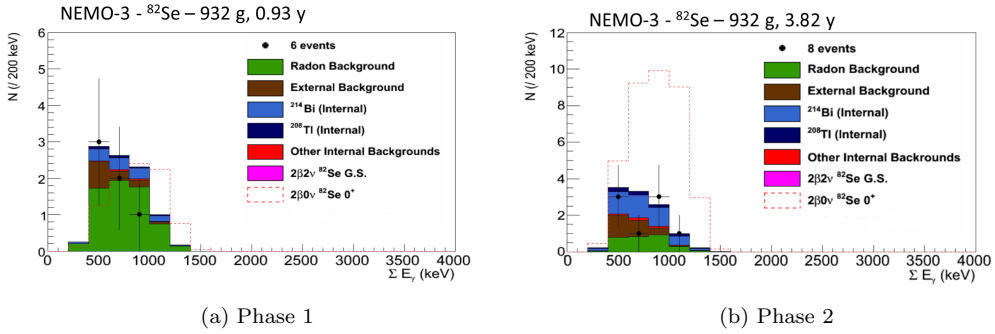 NEMO-3 - ⁸²Se – 932 g, 0.93 y
N (/ 200 keV)
6
5
4
3
2
1
0
6 events
Radon Background
External Background
²¹⁴Bi (Internal)
²⁰⁸Tl (Internal)
Other Internal Backgrounds
2β2ν ⁸²Se G.S.
2β0ν ⁸²Se 0⁺
0 500 1000 1500 2000 2500 3000 3500 4000
Σ Eᵧ (keV)
(a) Phase 1
NEMO-3 - ⁸²Se – 932 g, 3.82 y
N (/ 200 keV)
12
10
8
6
4
2
0
8 events
Radon Background
External Background
²¹⁴Bi (Internal)
²⁰⁸Tl (Internal)
Other Internal Backrounds
2β2ν ⁸²Se G.S.
2β0ν ⁸²Se 0⁺
0 500 1000 1500 2000 2500 3000 3500 4000
Σ Eᵧ (keV)
(b) Phase 2